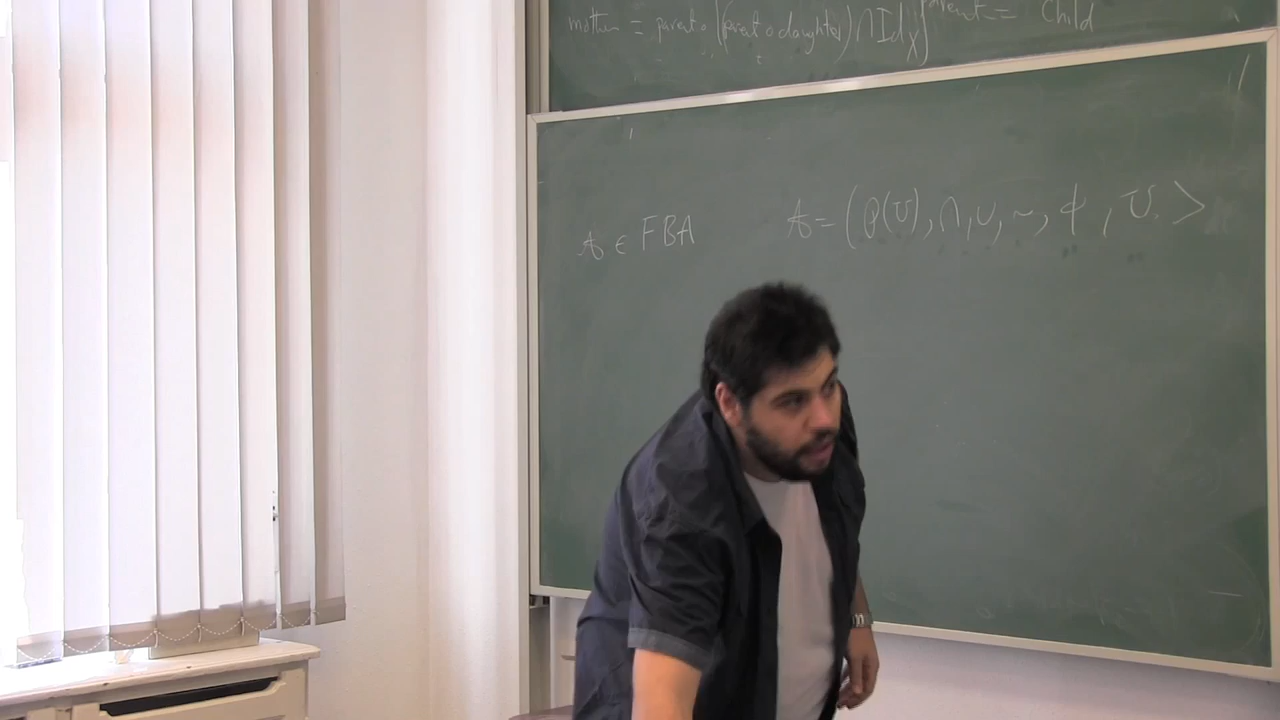 mother = parent ∘ [(parent ∘ daughter) ∩ Id_X] parent = Child
𝔸 ∈ FBA 𝔸 = (P(U), ∩, ∪, ~, ϕ, U. >